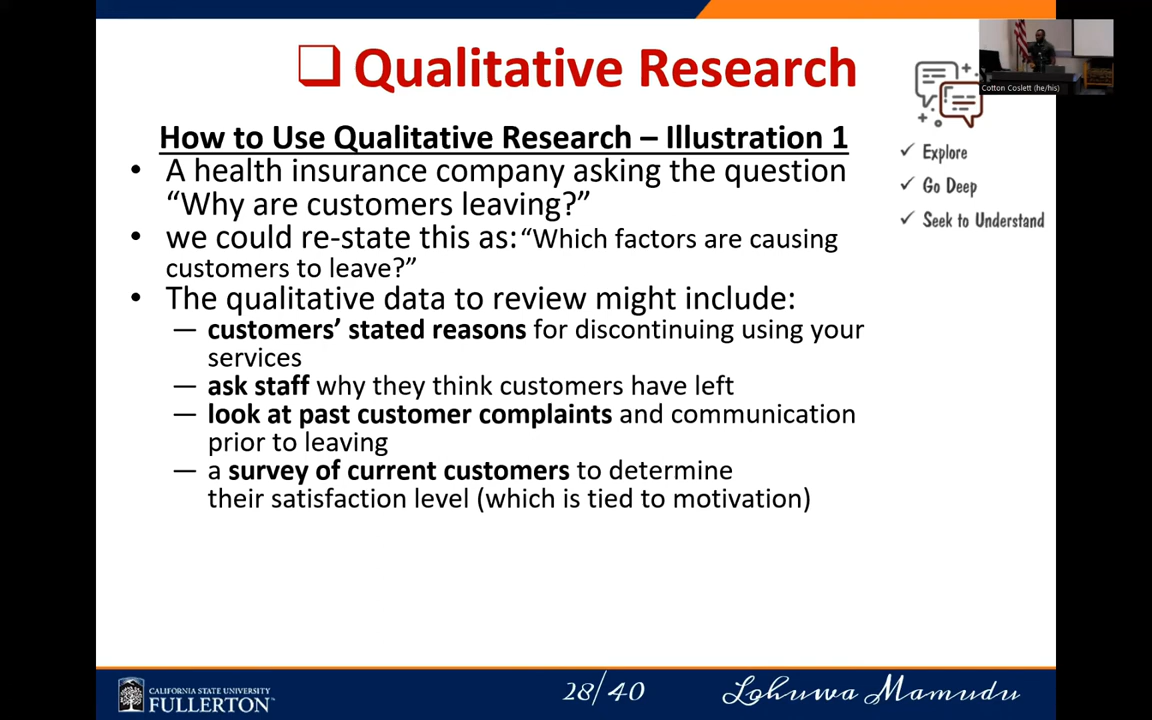 ❑ Qualitative Research
Cotton Coslett (he/his)
How to Use Qualitative Research – Illustration 1
• A health insurance company asking the question
“Why are customers leaving?”
• we could re-state this as: “Which factors are causing
customers to leave?”
• The qualitative data to review might include:
— customers’ stated reasons for discontinuing using your
services
— ask staff why they think customers have left
— look at past customer complaints and communication
prior to leaving
— a survey of current customers to determine
their satisfaction level (which is tied to motivation)
✓ Explore
✓ Go Deep
✓ Seek to Understand
CALIFORNIA STATE UNIVERSITY
FULLERTON
28/40
Lohuwa Mamudu